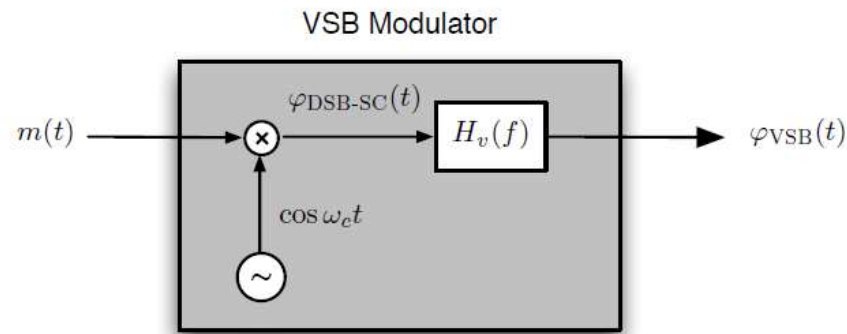 VSB Modulator
φDSB-SC(t)
m(t)
×
Hv(f)
φVSB(t)
cos ωct
~